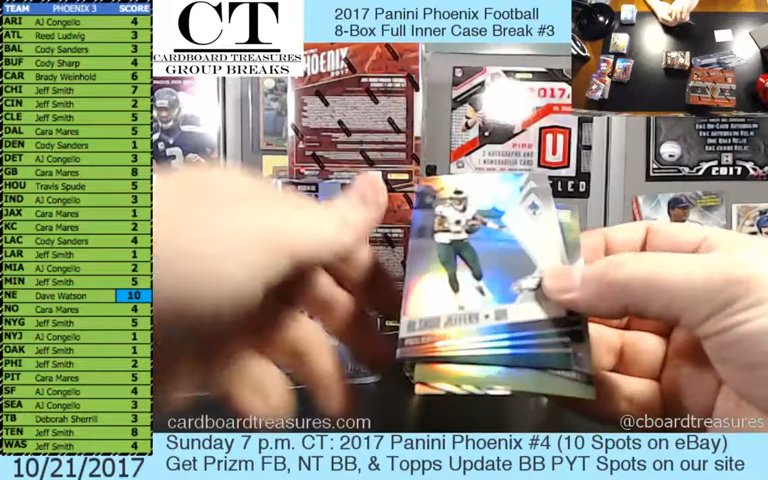 TEAM PHOENIX 3 SCORE
ARI AJ Congello 4
ATL Reed Ludwig 3
BAL Cody Sanders 3
BUF Cody Sharp 4
CAR Brady Weinhold 6
CHI Jeff Smith 7
CIN Jeff Smith 2
CLE Jeff Smith 5
DAL Cara Mares 5
DEN Cody Sanders 1
DET AJ Congello 3
GB Cara Mares 8
HOU Travis Spude 5
IND AJ Congello 3
JAX Cara Mares 1
KC Cara Mares 2
LAC Cody Sanders 4
LAR Jeff Smith 1
MIA AJ Congello 2
MIN Jeff Smith 5
NE Dave Watson 10
NO Cara Mares 4
NYG Jeff Smith 5
NYJ AJ Congello 1
OAK Jeff Smith 1
PHI Jeff Smith 2
PIT Cara Mares 5
SF AJ Congello 4
SEA AJ Congello 3
TB Deborah Sherrill 3
TEN Jeff Smith 8
WAS Jeff Smith 4
10/21/2017
CT
CARDBOARD TREASURES
GROUP BREAKS
2017 Panini Phoenix Football
8-Box Full Inner Case Break #3
PHOENIX
2017
U
2017
ALSHON JEFFERY • WR
cardboardtreasures.com
@cboardtreasures
Sunday 7 p.m. CT: 2017 Panini Phoenix #4 (10 Spots on eBay)
Get Prizm FB, NT BB, & Topps Update BB PYT Spots on our site